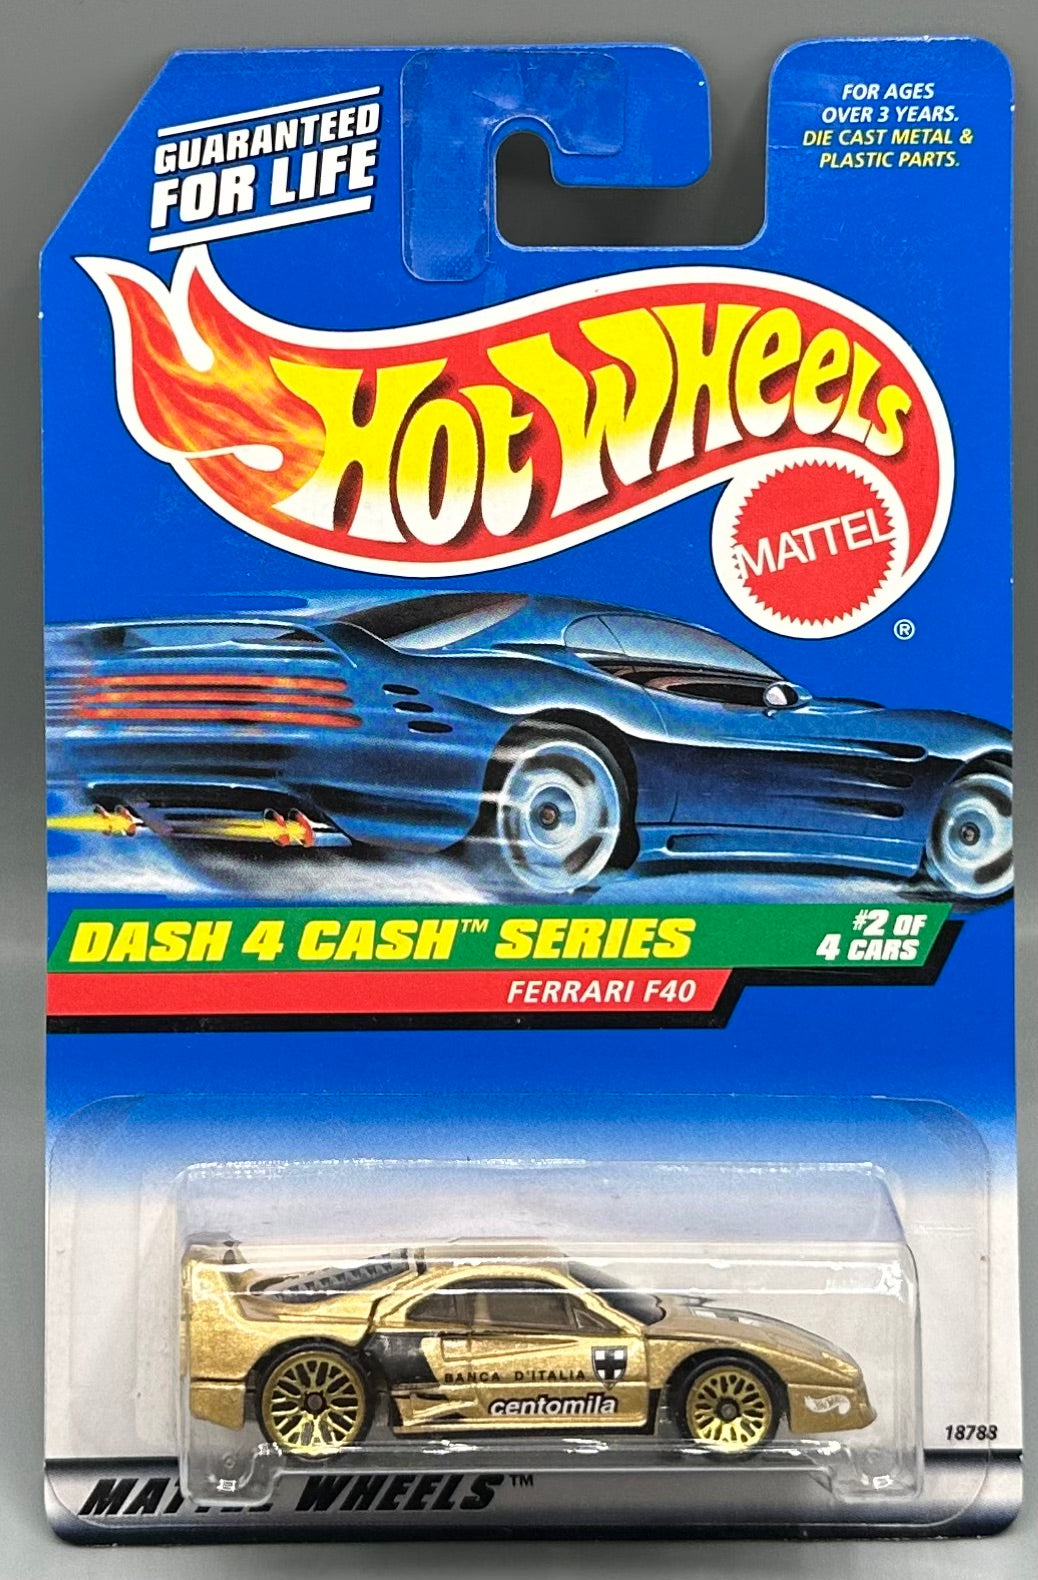 GUARANTEED
FOR LIFE
FOR AGES
OVER 3 YEARS.
DIE CAST METAL &
PLASTIC PARTS.
HOT WHEELS
MATTEL
®
DASH 4 CASH™ SERIES
#2 OF
4 CARS
FERRARI F40
BANCA D'ITALIA
centomila
18788
MATTEL WHEELS™